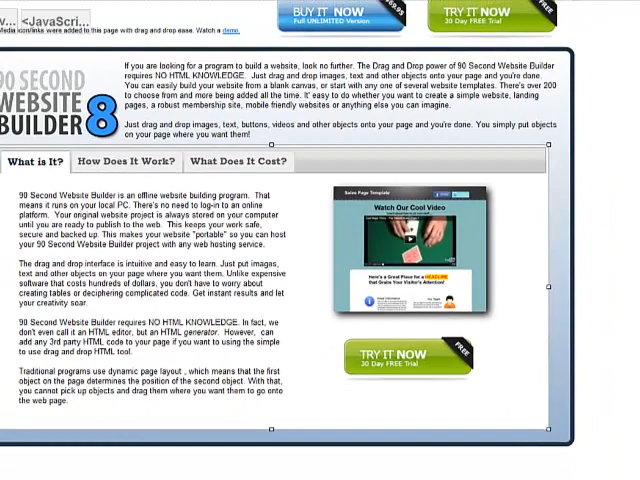 <JavaScri...
BUY IT NOW
Full UNLIMITED Version
$69.95
TRY IT NOW
30 Day FREE Trial
FREE
Media icon/links were added to this page with drag and drop ease. Watch a demo.
90 SECOND
WEBSITE
BUILDER 8
If you are looking for a program to build a website, look no further. The Drag and Drop power of 90 Second Website Builder
requires NO HTML KNOWLEDGE. Just drag and drop images, text and other objects onto your page and you're done.
You can easily build your website from a blank canvas, or start with any one of several website templates. There's over 200
to choose from and more being added all the time. It' easy to do whether you want to create a simple website, landing
pages, a robust membership site, mobile friendly websites or anything else you can imagine.
Just drag and drop images, text, buttons, videos and other objects onto your page and you're done. You simply put objects
on your page where you want them!
What is It?
How Does It Work?
What Does It Cost?
90 Second Website Builder is an offline website building program. That
means it runs on your local PC. There's no need to log-in to an online
platform. Your original website project is always stored on your computer
until you are ready to publish to the web. This keeps your work safe,
secure and backed up. This makes your website "portable" so you can host
your 90 Second Website Builder project with any web hosting service.
The drag and drop interface is intuitive and easy to learn. Just put images,
text and other objects on your page where you want them. Unlike expensive
software that costs hundreds of dollars, you don't have to worry about
creating tables or deciphering complicated code. Get instant results and let
your creativity soar.
90 Second Website Builder requires NO HTML KNOWLEDGE. In fact, we
don't even call it an HTML editor, but an HTML generator. However, can
add any 3rd party HTML code to your page if you want to using the simple
to use drag and drop HTML tool.
Traditional programs use dynamic page layout , which means that the first
object on the page determines the position of the second object. With that,
you cannot pick up objects and drag them where you want them to go onto
the web page.
Sales Page Template
Watch Our Cool Video
Here's a Great Place for a HEADLINE
that Grabs Your Visitor's Attention!
TRY IT NOW
30 Day FREE Trial
FREE